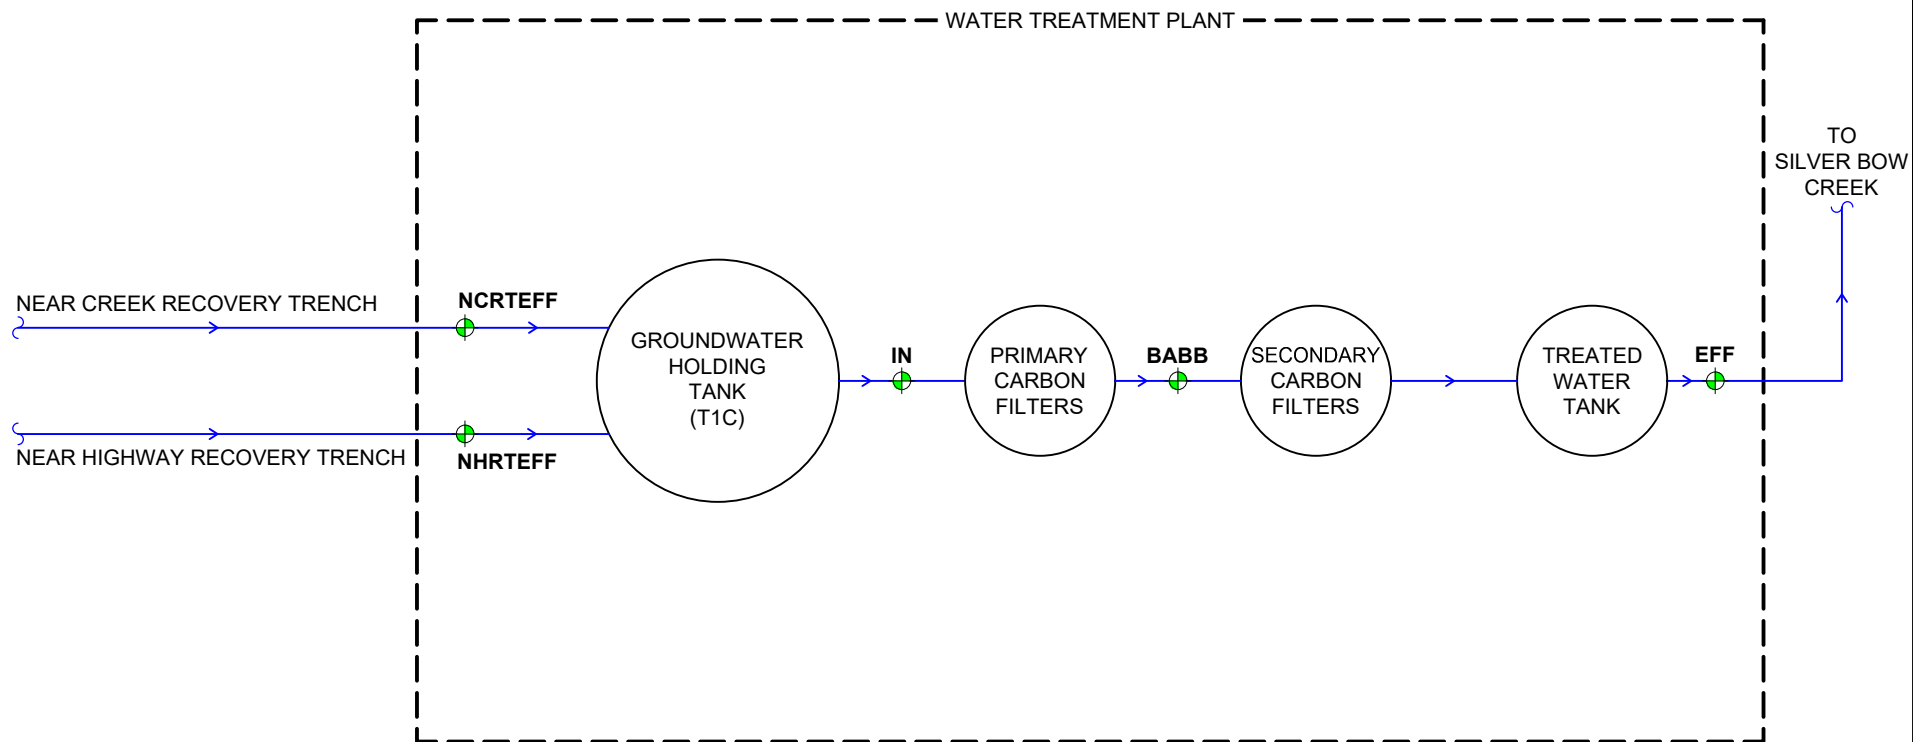 WATER TREATMENT PLANT
TO
SILVER BOW
CREEK
NEAR CREEK RECOVERY TRENCH
NCRTEFF
GROUNDWATER
HOLDING
TANK
(T1C)
IN
PRIMARY
CARBON
FILTERS
BABB
SECONDARY
CARBON
FILTERS
TREATED
WATER
TANK
EFF
NEAR HIGHWAY RECOVERY TRENCH
NHRTEFF